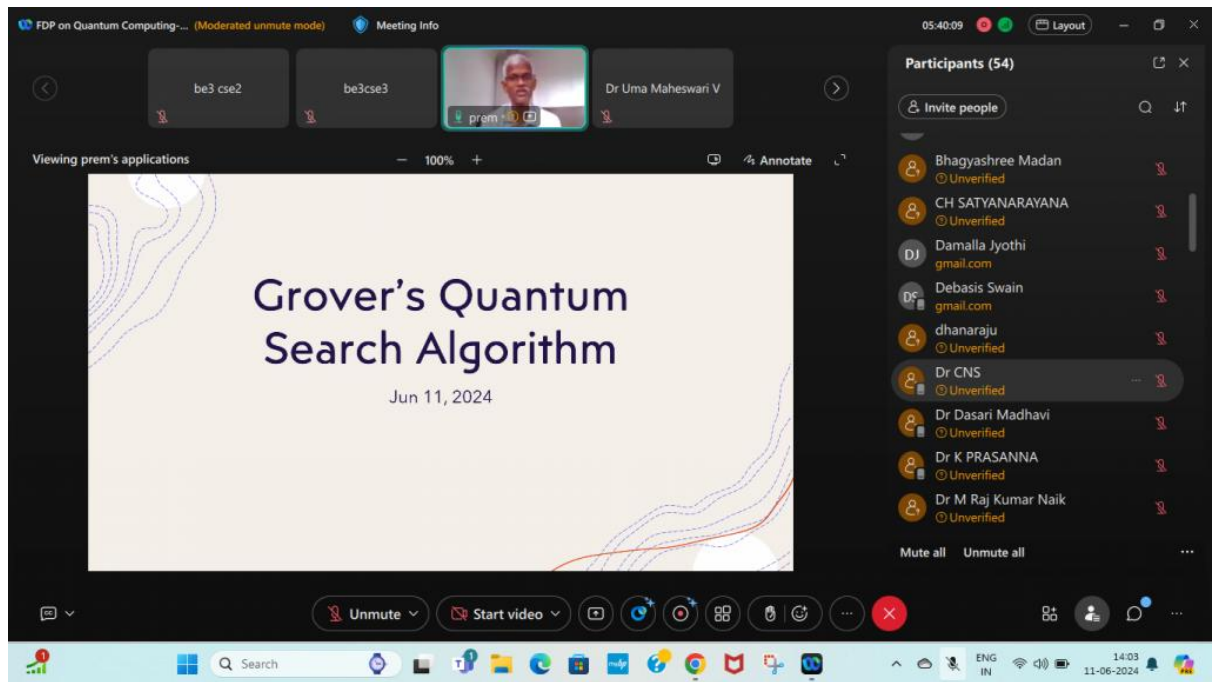 FDP on Quantum Computing-... (Moderated unmute mode) Meeting Info 05:40:09 Layout
be3 cse2
be3cse3
prem
Dr Uma Maheswari V
Viewing prem's applications — 100% + Annotate
Grover's Quantum
Search Algorithm
Jun 11, 2024
Participants (54)
Invite people
Bhagyashree Madan
Unverified
CH SATYANARAYANA
Unverified
DJ
Damalla Jyothi
gmail.com
DS
Debasis Swain
gmail.com
dhanaraju
Unverified
Dr CNS
Unverified
Dr Dasari Madhavi
Unverified
Dr K PRASANNA
Unverified
Dr M Raj Kumar Naik
Unverified
Mute all Unmute all
Unmute Start video
Search
ENG
IN
14:03
11-06-2024